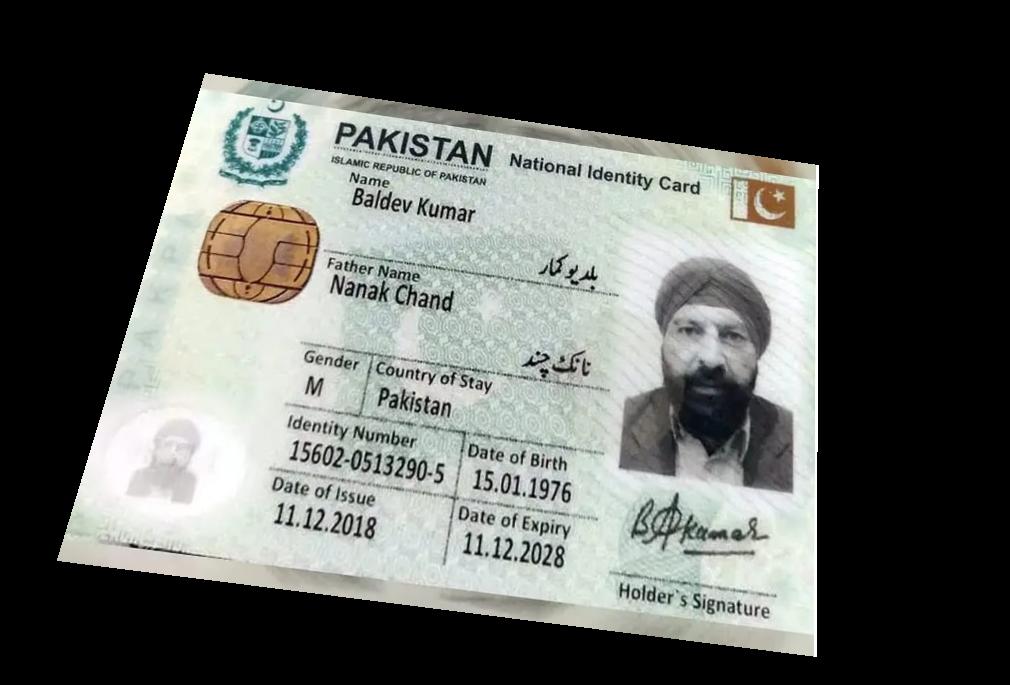 PAKISTAN National Identity Card
ISLAMIC REPUBLIC OF PAKISTAN
Name
Baldev Kumar
بلدیو کمار
Father Name
Nanak Chand
نانک چند
Gender Country of Stay
M Pakistan
Identity Number Date of Birth
15602-0513290-5 15.01.1976
Date of Issue Date of Expiry
11.12.2018 11.12.2028
Holder`s Signature